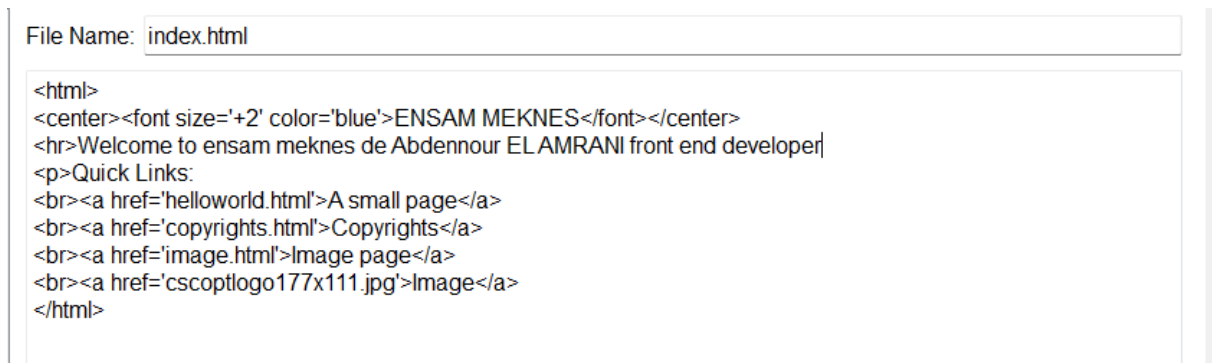 File Name: index.html
<html>
<center><font size='+2' color='blue'>ENSAM MEKNES</font></center>
<hr>Welcome to ensam meknes de Abdennour EL AMRANI front end developer
<p>Quick Links:
<br><a href='helloworld.html'>A small page</a>
<br><a href='copyrights.html'>Copyrights</a>
<br><a href='image.html'>Image page</a>
<br><a href='cscoptlogo177x111.jpg'>Image</a>
</html>